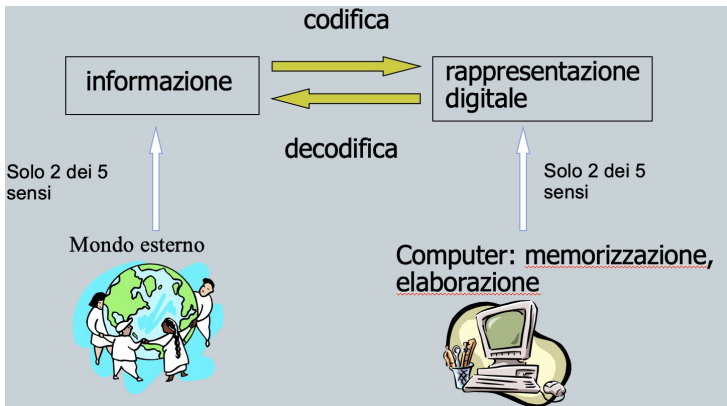 codifica
informazione
rappresentazione
digitale
decodifica
Solo 2 dei 5
sensi
Solo 2 dei 5
sensi
Mondo esterno
Computer: memorizzazione,
elaborazione